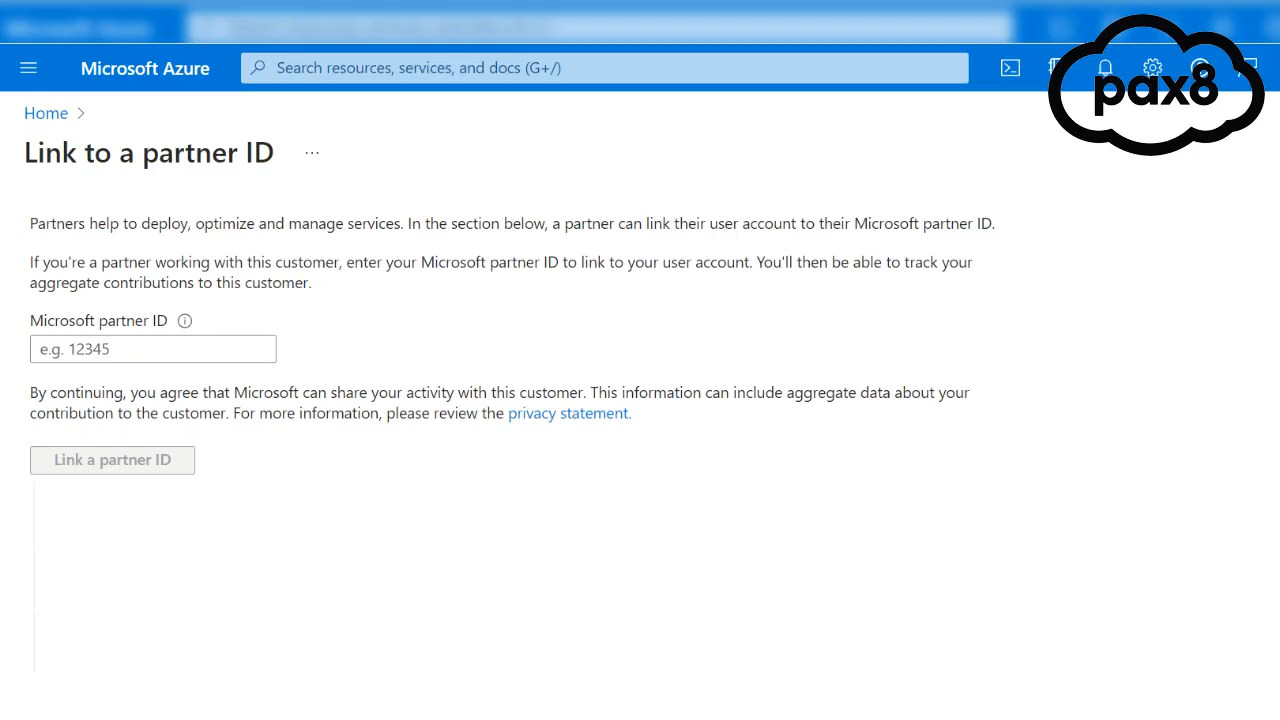 Microsoft Azure
Search resources, services, and docs (G+/)
pax8
Home
Link to a partner ID
...
Partners help to deploy, optimize and manage services. In the section below, a partner can link their user account to their Microsoft partner ID.
If you're a partner working with this customer, enter your Microsoft partner ID to link to your user account. You'll then be able to track your
aggregate contributions to this customer.
Microsoft partner ID
e.g. 12345
By continuing, you agree that Microsoft can share your activity with this customer. This information can include aggregate data about your
contribution to the customer. For more information, please review the privacy statement.
Link a partner ID